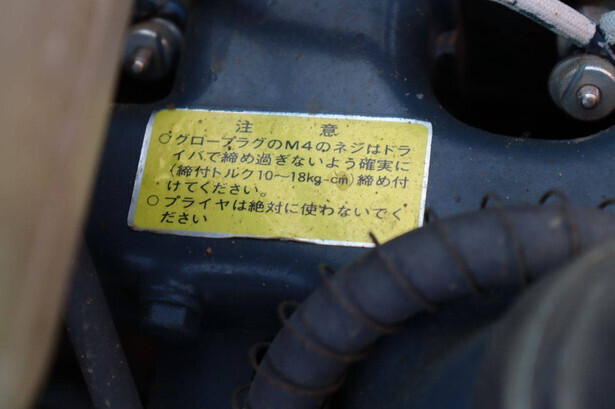 注意
○グロープラグのM4のネジはドラ
イバで締め過ぎないよう確実に
(締付トルク10〜18kg-cm)締め付
けてください。
○プライヤは絶対に使わないでく
ださい